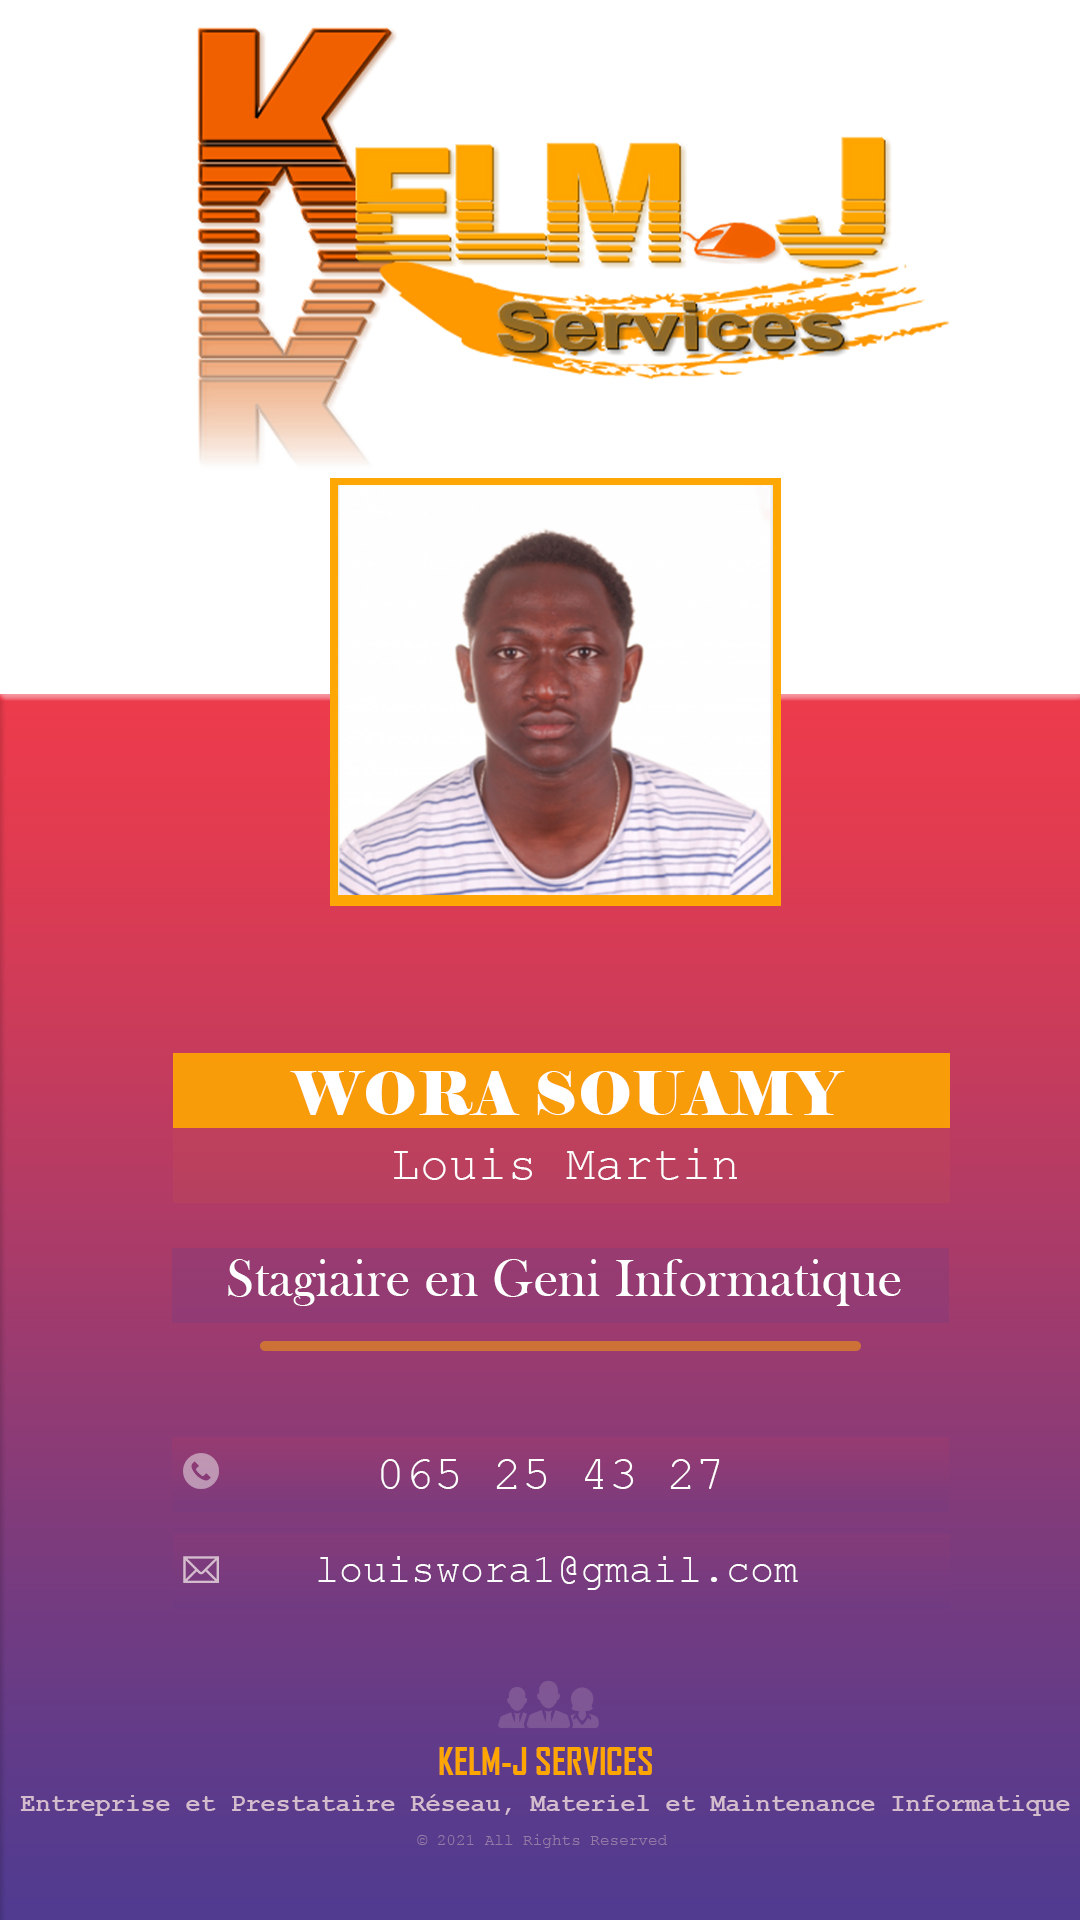 KELM-J
Services
WORA SOUAMY
Louis Martin
Stagiaire en Geni Informatique
065 25 43 27
louiswora1@gmail.com
KELM-J SERVICES
Entreprise et Prestataire Réseau, Materiel et Maintenance Informatique
© 2021 All Rights Reserved